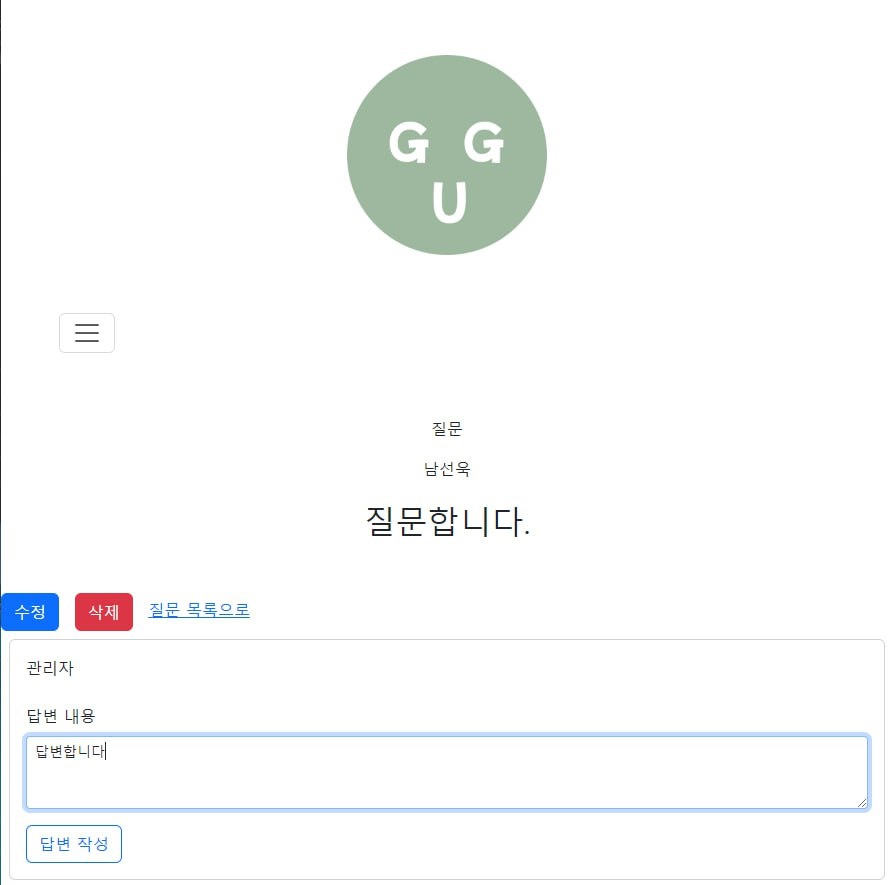 G G
U
질문
남선욱
질문합니다.
수정 삭제 질문 목록으로
관리자
답변 내용
답변합니다
답변 작성